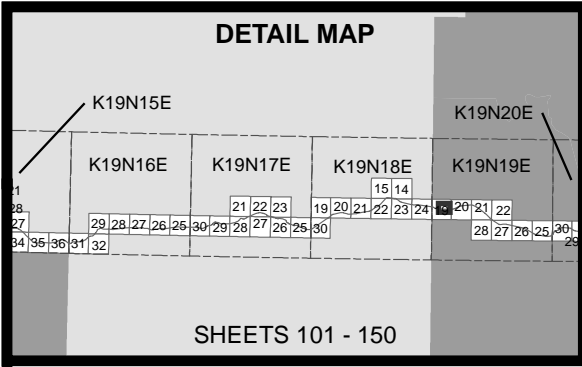 DETAIL MAP
K19N15E
K19N20E
K19N16E K19N17E K19N18E K19N19E
15 14
21
21 22 23 19 20 21 22 23 24 19 20 21 22
28
27 29 28 27 26 25 30 29 28 27 26 25 30 28 27 26 25 30
34 35 36 31 32 29
SHEETS 101 - 150